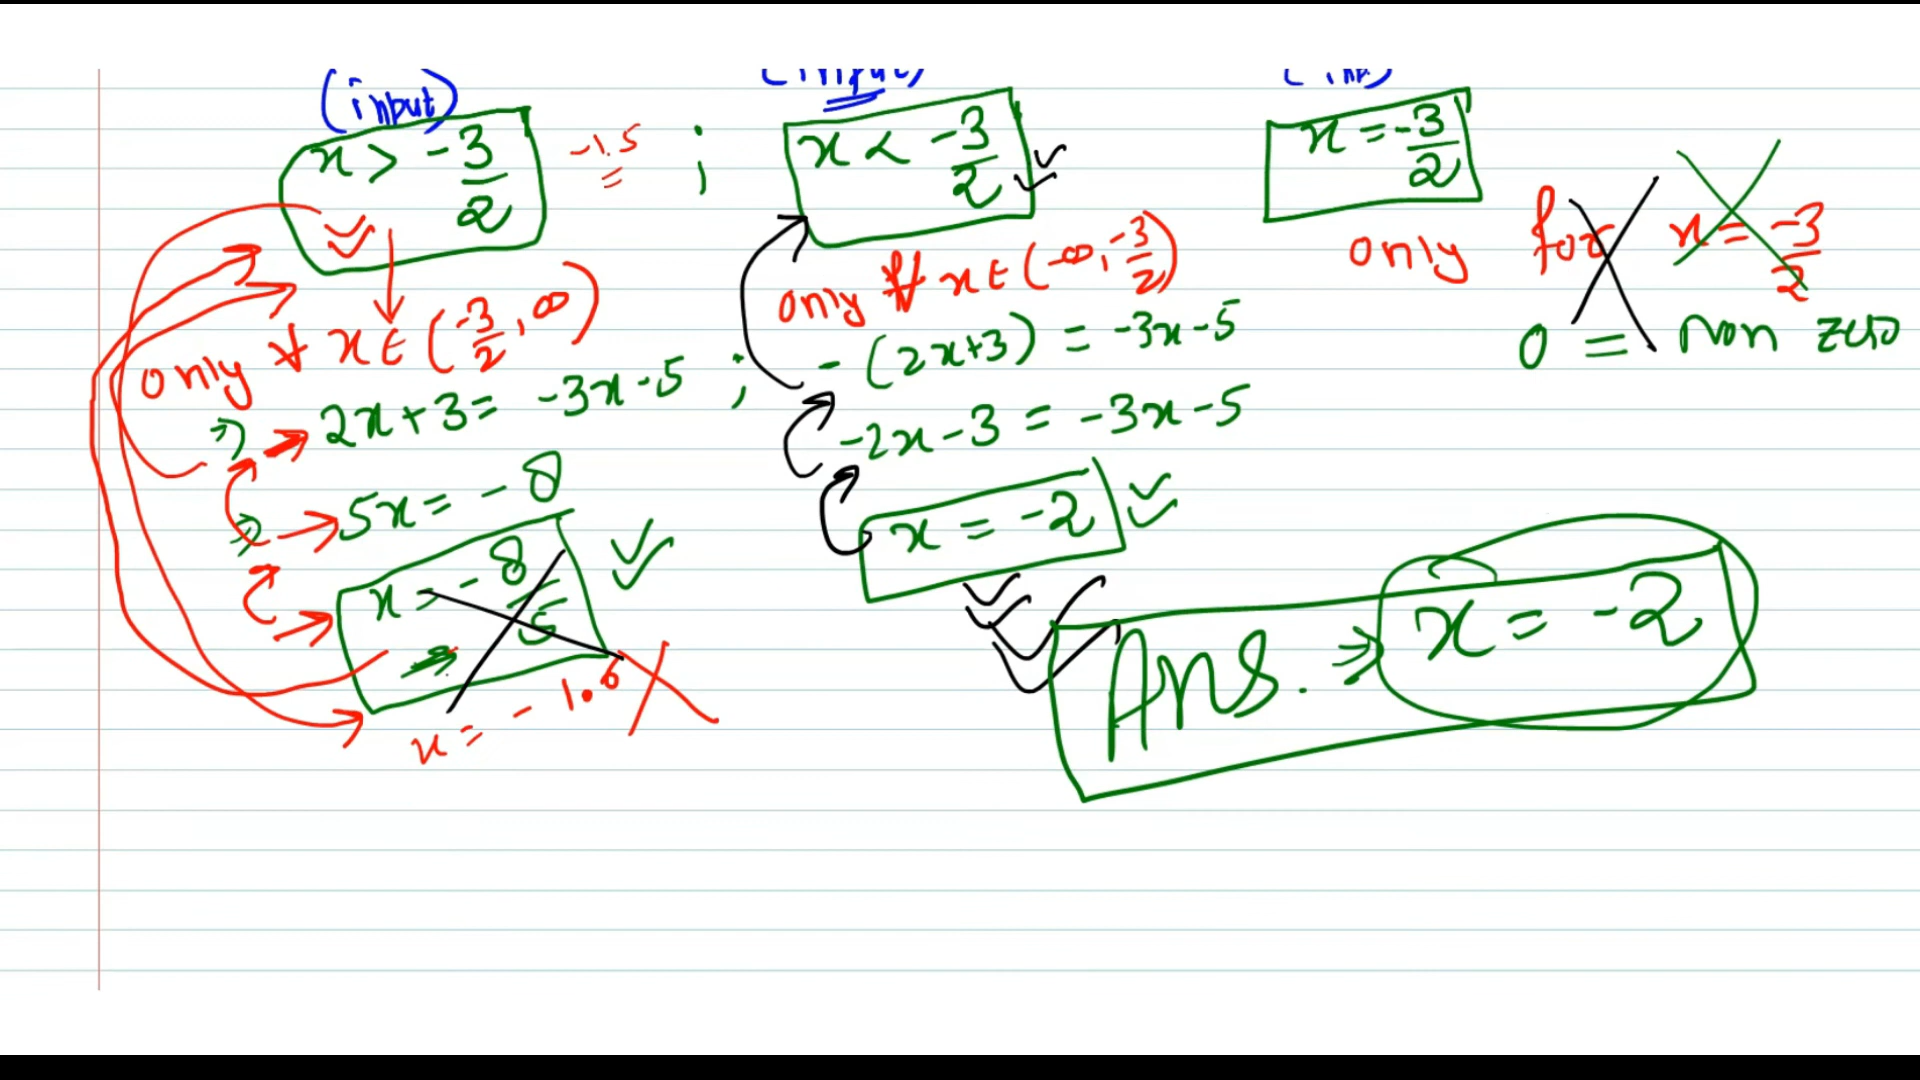 (input)
x > -3/2
-1.5
;
only ∀ x ∈ (-3/2, ∞)
⇒ 2x+3 = -3x-5 ;
⇒ 5x = -8
x = -8/5
x = -1.6
(input)
x < -3/2
only ∀ x ∈ (-∞, -3/2)
-(2x+3) = -3x-5
-2x-3 = -3x-5
x = -2
x = -3/2
only for x = -3/2
0 = non zero
Ans. ⇒ x = -2